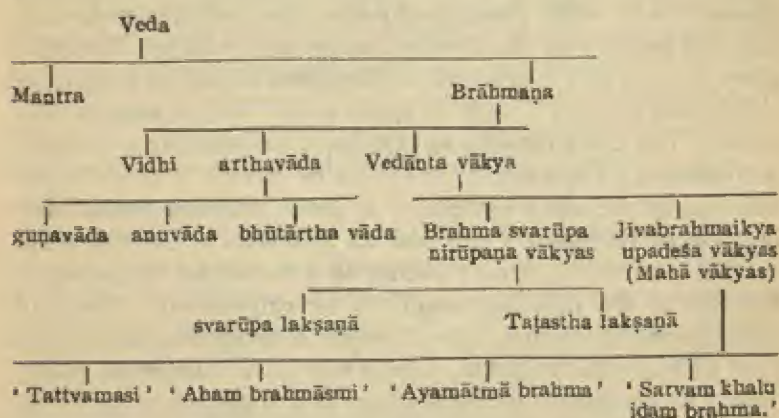 Veda
Mantra Brāhmaṇa
Vidhi arthavāda Vedānta vākya
guṇavāda anuvāda bhūtārtha vāda Brahma svarūpa Jivabrahmaikya
nirūpaṇa vākyas upadeśa vākyas
(Mahā vākyas)
svarūpa lakṣaṇā Taṭastha lakṣaṇā
' Tattvamasi ' ' Aham brahmāsmi ' ' Ayamātmā brahma ' ' Sarvam khalu
idam brahma.'